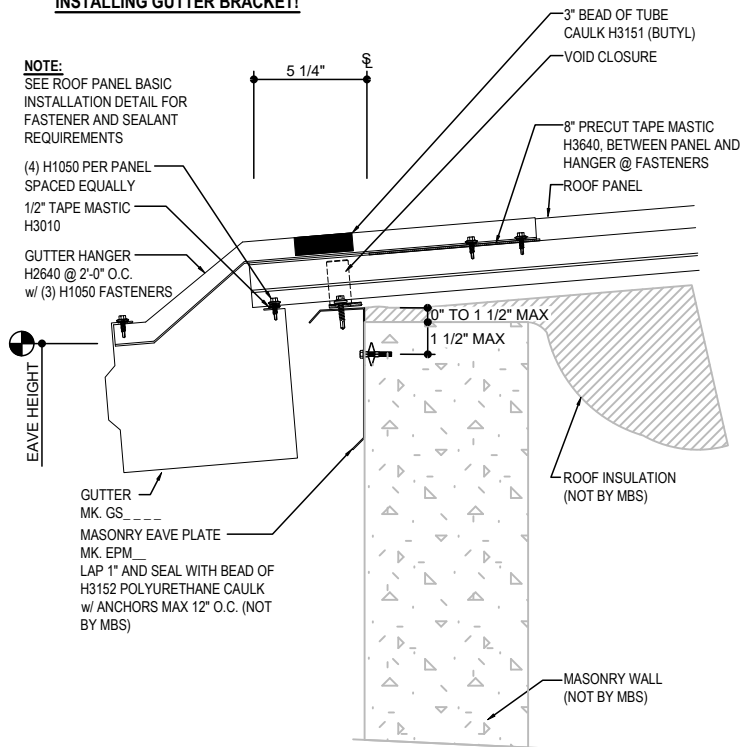 INSTALLING GUTTER BRACKET!
3" BEAD OF TUBE
CAULK H3151 (BUTYL)
VOID CLOSURE
5 1/4"
NOTE:
SEE ROOF PANEL BASIC
INSTALLATION DETAIL FOR
FASTENER AND SEALANT
REQUIREMENTS
8" PRECUT TAPE MASTIC
H3640, BETWEEN PANEL AND
HANGER @ FASTENERS
ROOF PANEL
(4) H1050 PER PANEL
SPACED EQUALLY
1/2" TAPE MASTIC
H3010
GUTTER HANGER
H2640 @ 2'-0" O.C.
w/ (3) H1050 FASTENERS
0" TO 1 1/2" MAX
1 1/2" MAX
EAVE HEIGHT
ROOF INSULATION
(NOT BY MBS)
GUTTER
MK. GS_ _ _ _
MASONRY EAVE PLATE
MK. EPM__
LAP 1" AND SEAL WITH BEAD OF
H3152 POLYURETHANE CAULK
w/ ANCHORS MAX 12" O.C. (NOT
BY MBS)
MASONRY WALL
(NOT BY MBS)